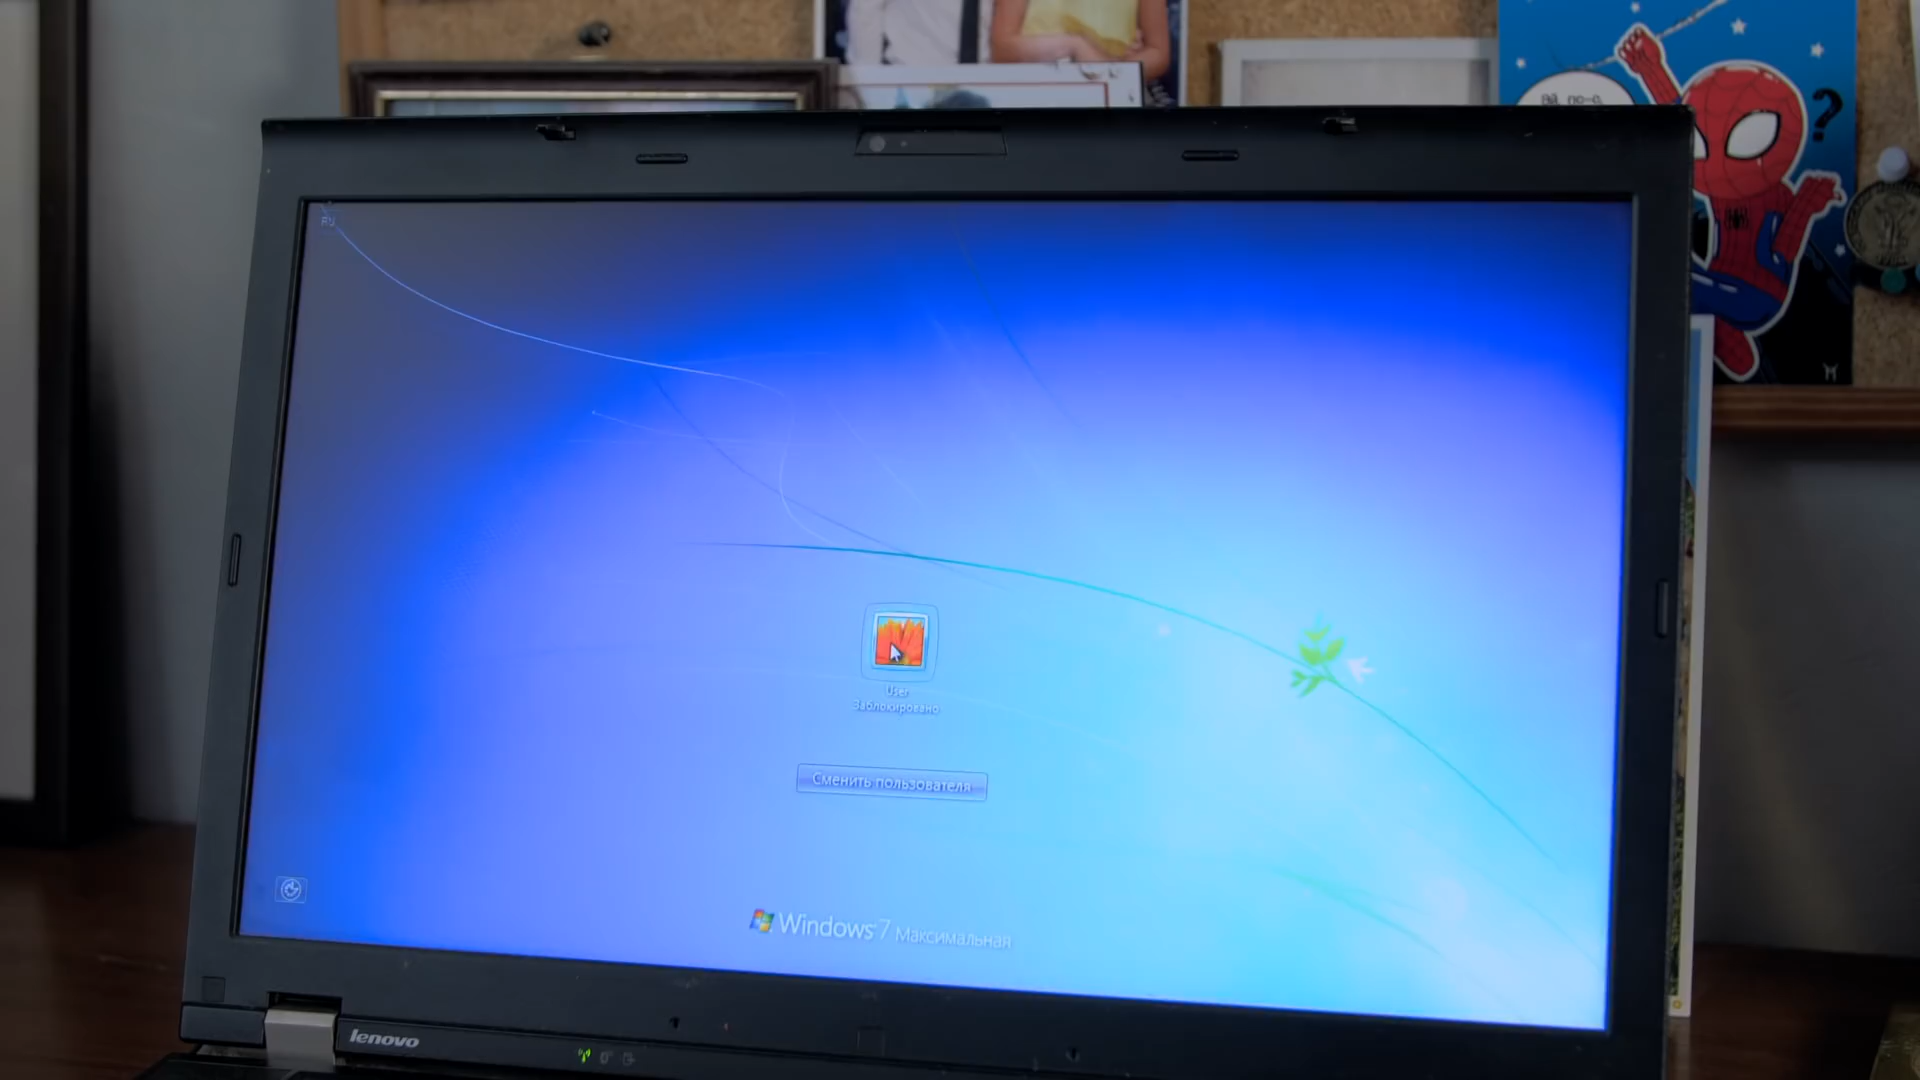 RU
User
Заблокировано
Сменить пользователя
Windows 7 Максимальная
lenovo
?